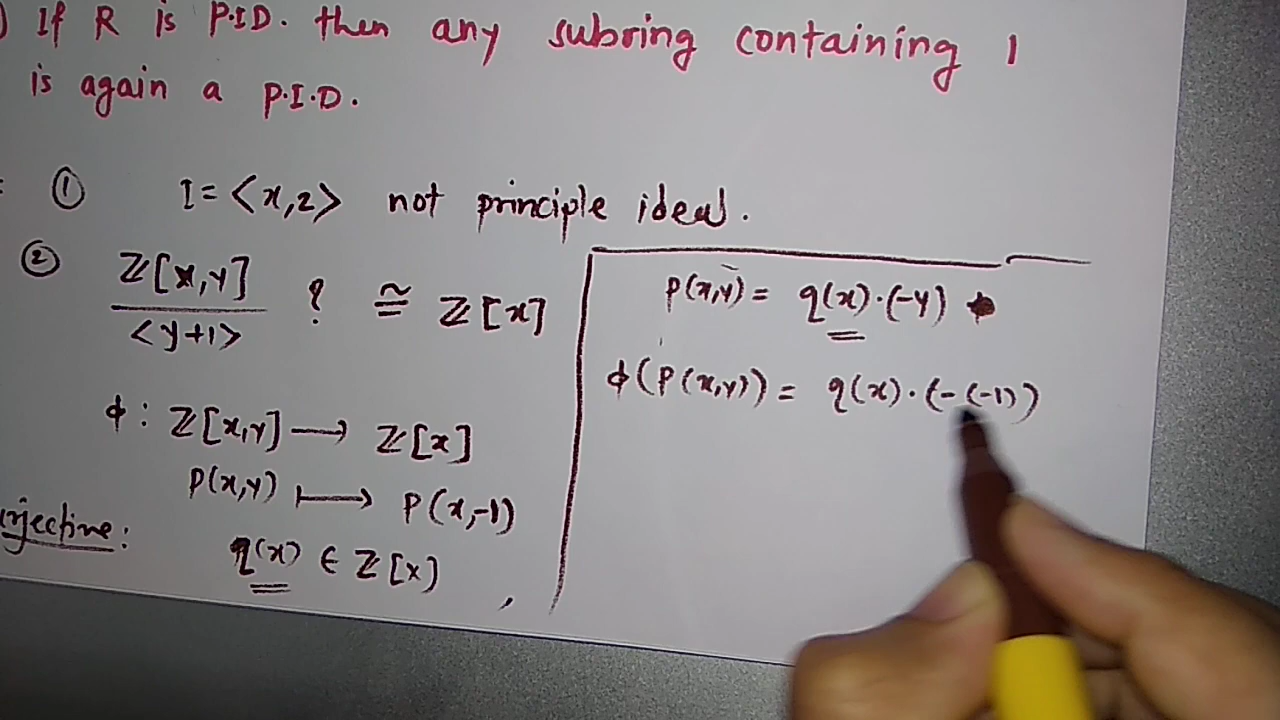 ) If R is P.I.D. then any subring containing 1
is again a P.I.D.
: ① I = <x,2> not principle ideal.
② Z[x,y] / <y+1> ? ≅ Z[x]
φ : Z[x,y] ⟶ Z[x]
P(x,y) ⟼ P(x,-1)
jective: q(x) ∈ Z[x] ,
P(x,y) = q(x)·(-y)
φ(P(x,y)) = q(x)·(-(-1))